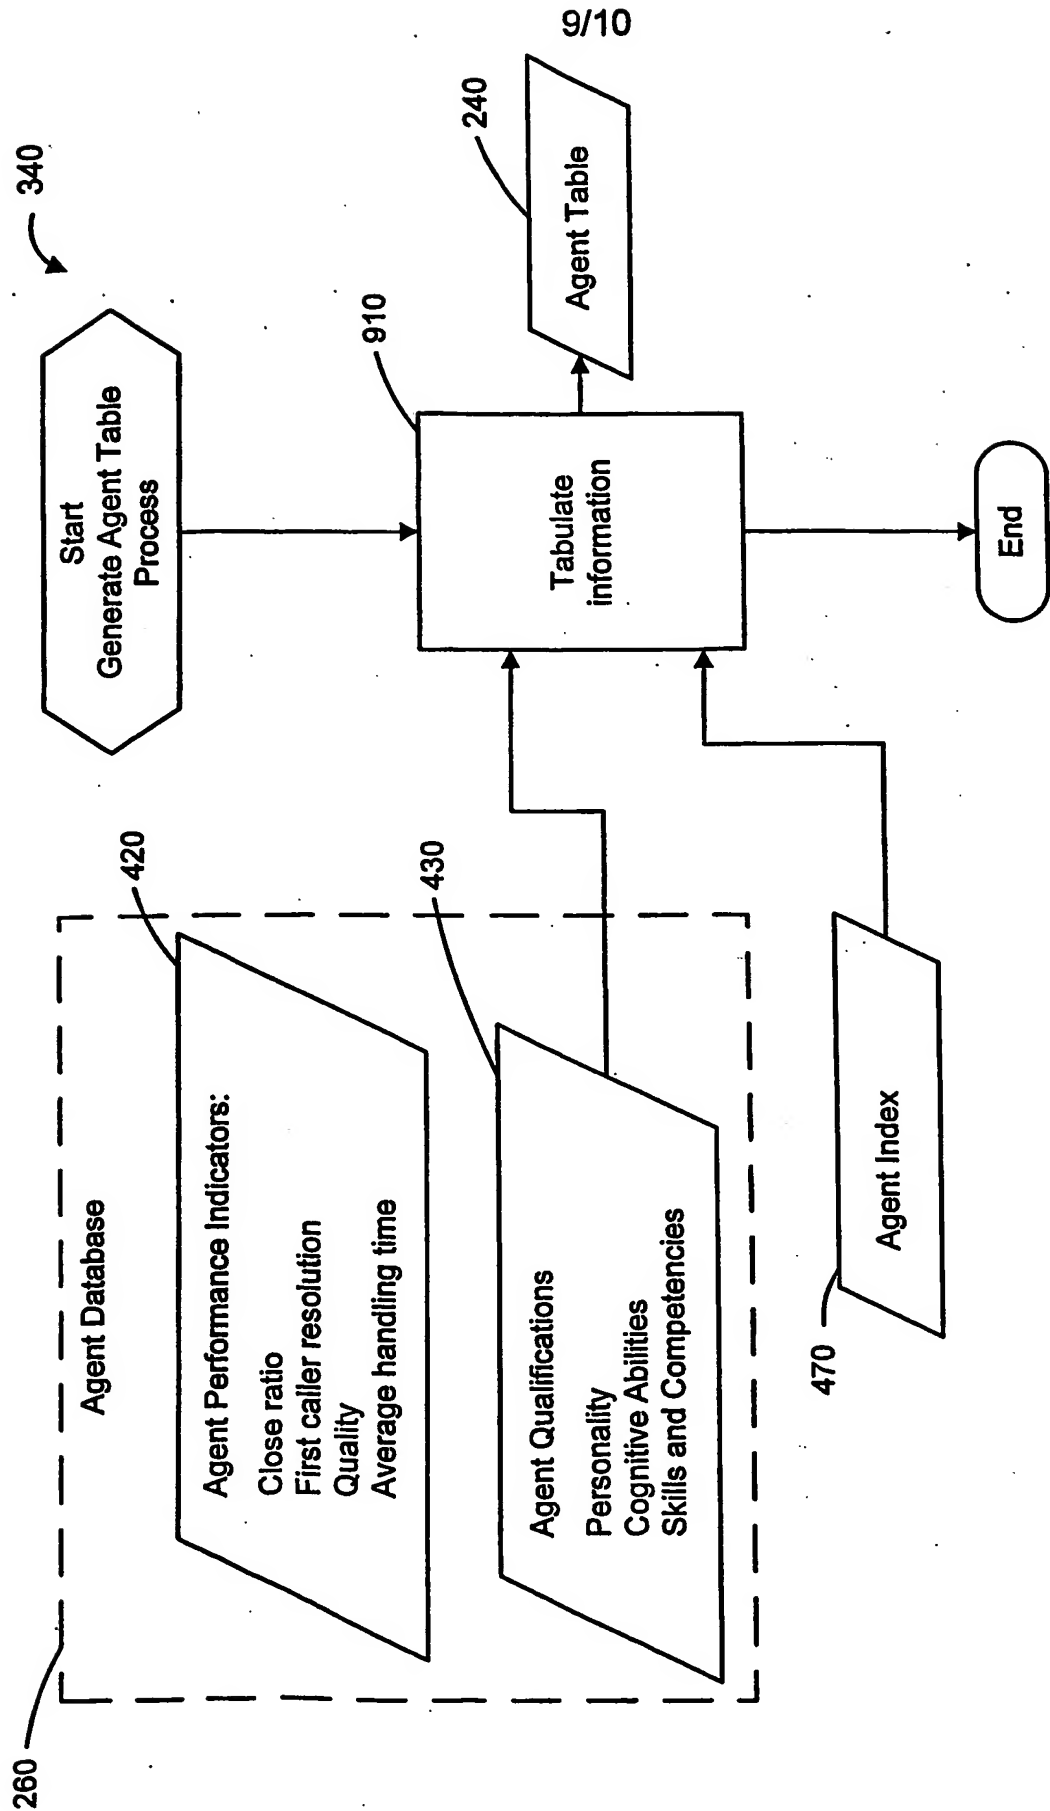 9/10
340
Start
Generate Agent Table
Process
260
Agent Database
420
Agent Performance Indicators:
Close ratio
First caller resolution
Quality
Average handling time
430
Agent Qualifications
Personality
Cognitive Abilities
Skills and Competencies
470
Agent Index
910
Tabulate
information
240
Agent Table
End